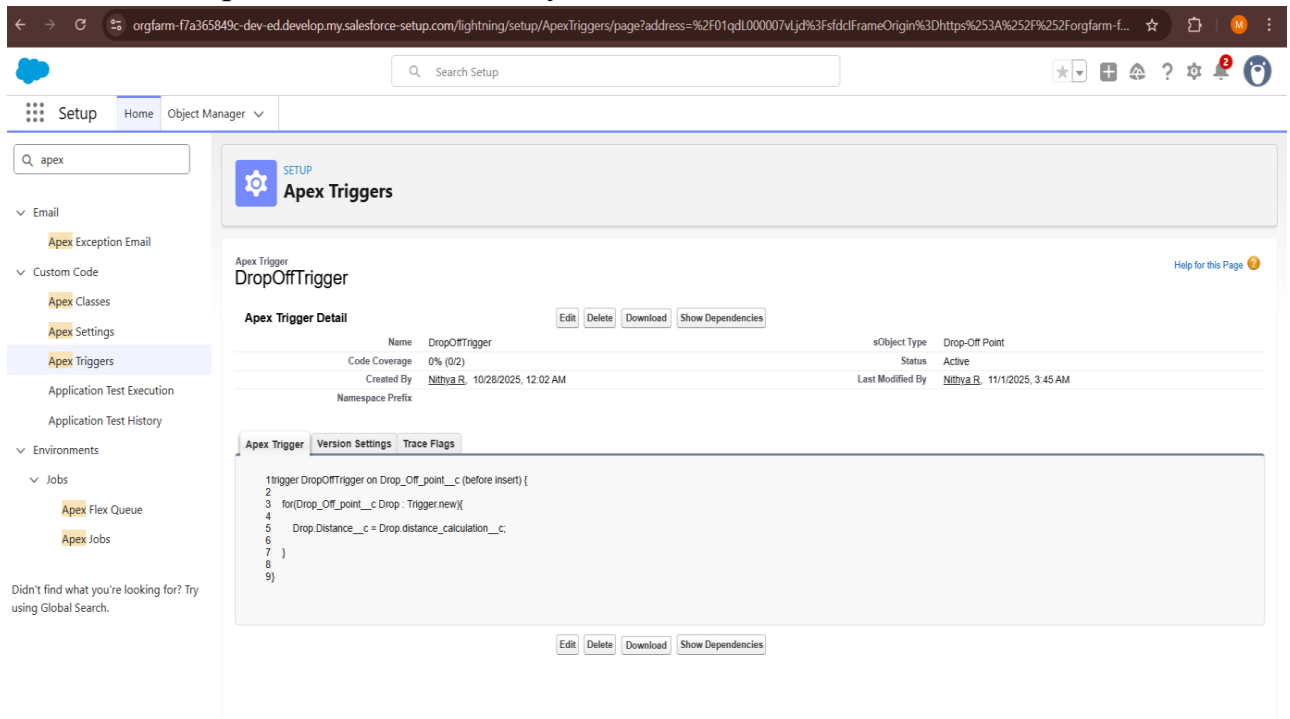 orgfarm-f7a365849c-dev-ed.develop.my.salesforce-setup.com/lightning/setup/ApexTriggers/page?address=%2F01qdL000007vLjd%3FsfdcIFrameOrigin%3Dhttps%253A%252F%252Forgfarm-f...
M
Search Setup
2
Setup Home Object Manager
apex
Email
Apex Exception Email
Custom Code
Apex Classes
Apex Settings
Apex Triggers
Application Test Execution
Application Test History
Environments
Jobs
Apex Flex Queue
Apex Jobs
Didn't find what you're looking for? Try
using Global Search.
SETUP
Apex Triggers
Apex Trigger
DropOffTrigger
Help for this Page
Apex Trigger Detail Edit Delete Download Show Dependencies
Name DropOffTrigger sObject Type Drop-Off Point
Code Coverage 0% (0/2) Status Active
Created By Nithya R, 10/28/2025, 12:02 AM Last Modified By Nithya R, 11/1/2025, 3:45 AM
Namespace Prefix
Apex Trigger Version Settings Trace Flags
1trigger DropOffTrigger on Drop_Off_point__c (before insert) {
2
3 for(Drop_Off_point__c Drop : Trigger.new){
4
5 Drop.Distance__c = Drop.distance_calculation__c;
6
7 }
8
9}
Edit Delete Download Show Dependencies